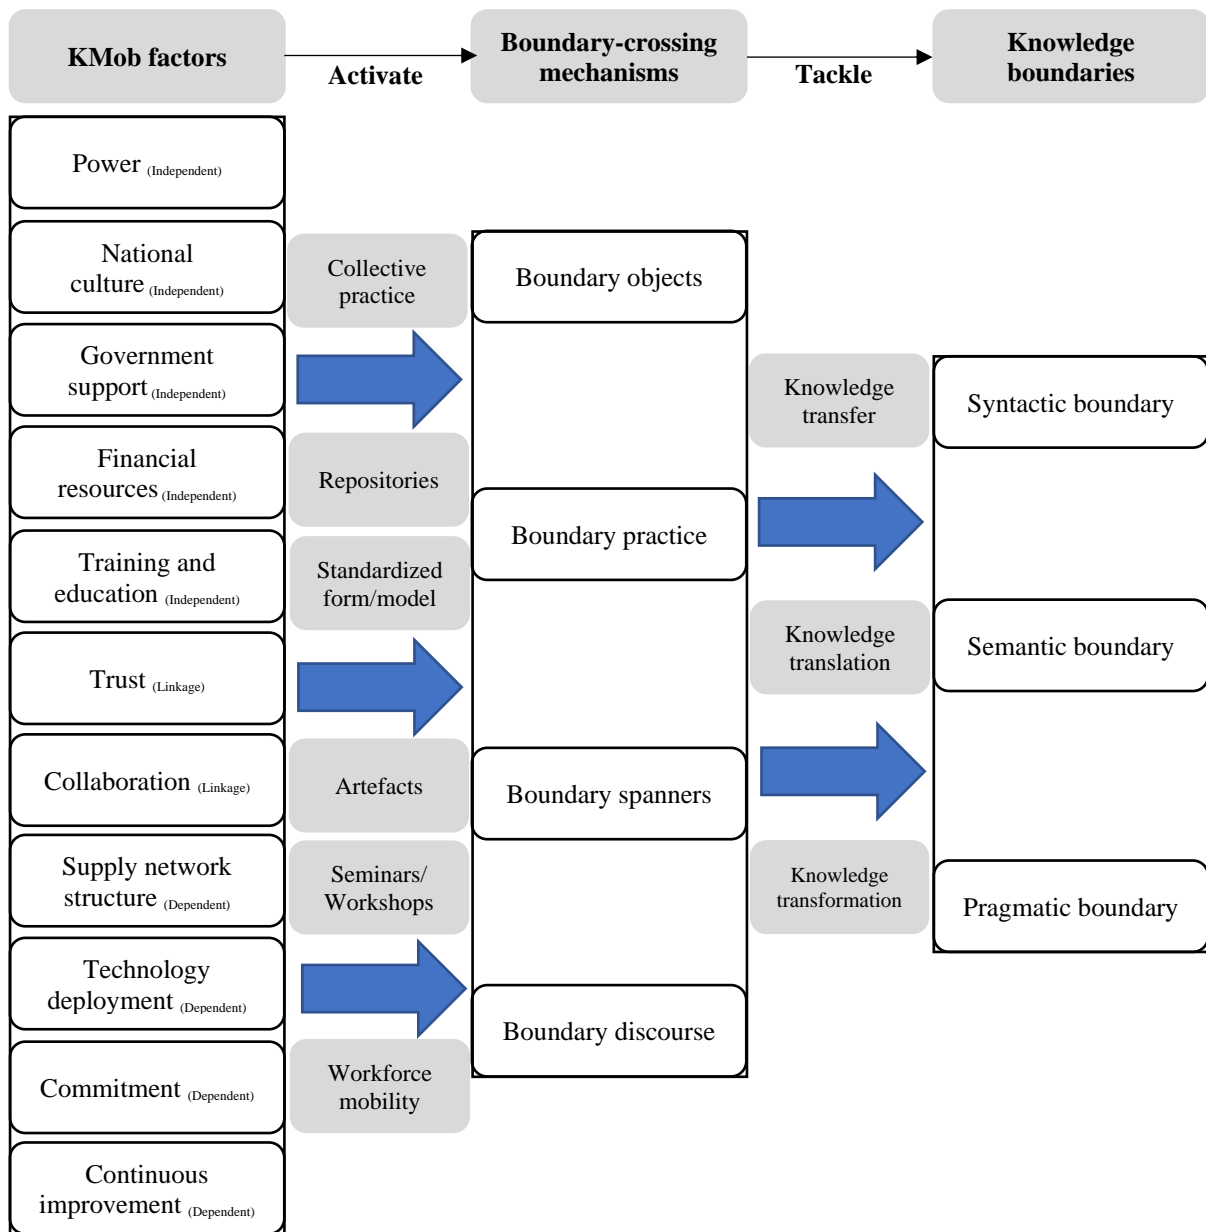 KMob factors
Activate
Boundary-crossing
mechanisms
Tackle
Knowledge
boundaries
Power (Independent)
National
culture (Independent)
Government
support (Independent)
Financial
resources (Independent)
Training and
education (Independent)
Trust (Linkage)
Collaboration (Linkage)
Supply network
structure (Dependent)
Technology
deployment (Dependent)
Commitment (Dependent)
Continuous
improvement (Dependent)
Collective
practice
Repositories
Standardized
form/model
Artefacts
Seminars/
Workshops
Workforce
mobility
Boundary objects
Boundary practice
Boundary spanners
Boundary discourse
Knowledge
transfer
Knowledge
translation
Knowledge
transformation
Syntactic boundary
Semantic boundary
Pragmatic boundary